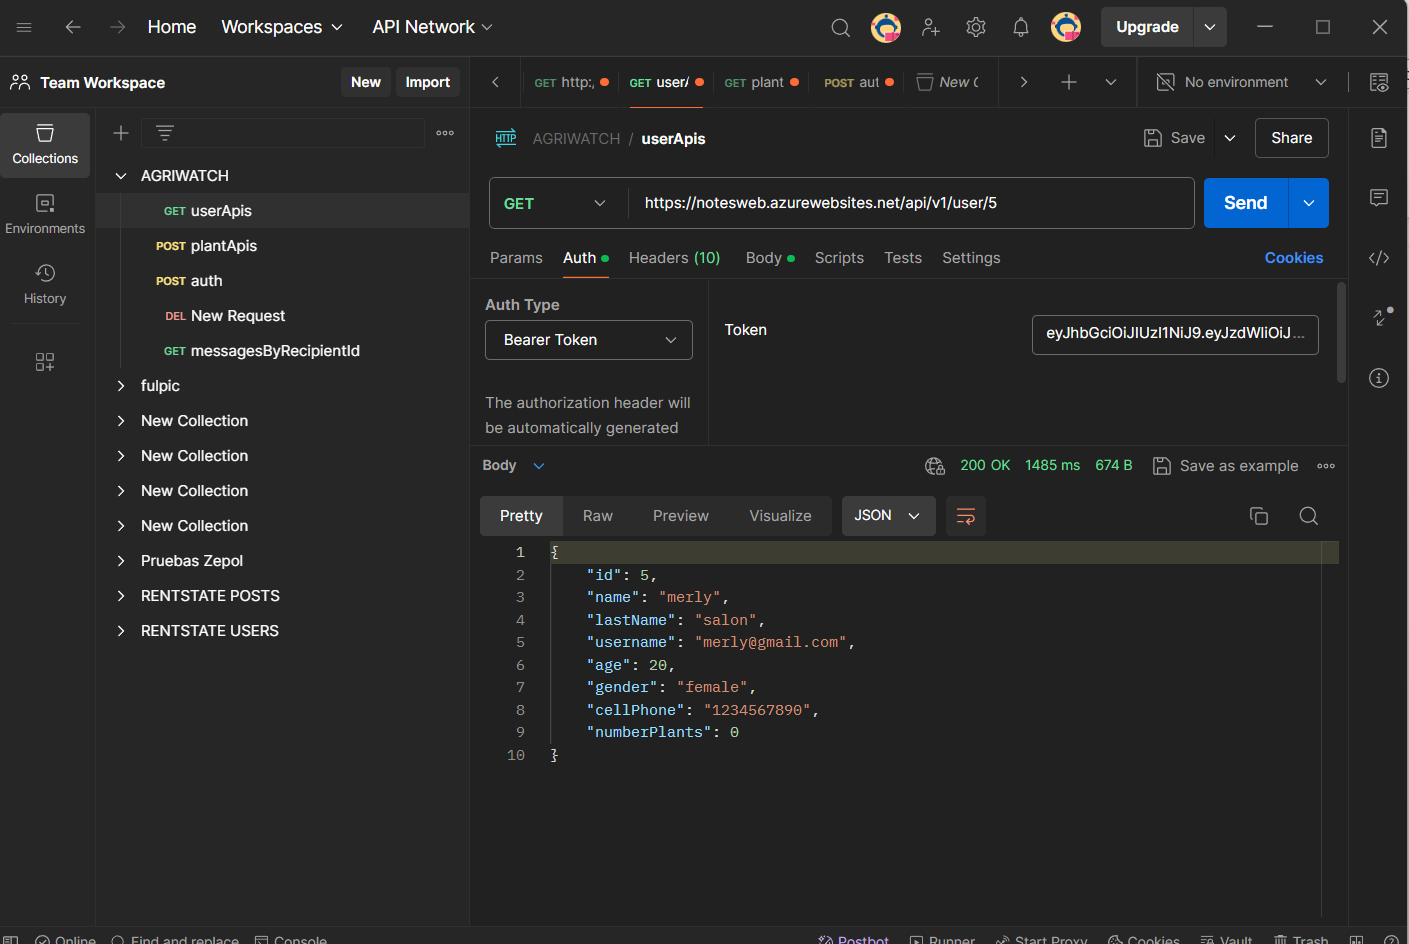 Home Workspaces API Network Upgrade
Team Workspace New Import GET http:/ GET user/ GET plant POST aut New C No environment
Collections
Environments
History
AGRIWATCH
GET userApis
POST plantApis
POST auth
DEL New Request
GET messagesByRecipientId
fulpic
New Collection
New Collection
New Collection
New Collection
Pruebas Zepol
RENTSTATE POSTS
RENTSTATE USERS
HTTP AGRIWATCH / userApis Save Share
GET https://notesweb.azurewebsites.net/api/v1/user/5 Send
Params Auth Headers (10) Body Scripts Tests Settings Cookies
Auth Type
Bearer Token
The authorization header will
be automatically generated
Token eyJhbGciOiJIUzI1NiJ9.eyJzdWIiOiJ...
Body 200 OK 1485 ms 674 B Save as example
Pretty Raw Preview Visualize JSON
1 {
2 "id": 5,
3 "name": "merly",
4 "lastName": "salon",
5 "username": "merly@gmail.com",
6 "age": 20,
7 "gender": "female",
8 "cellPhone": "1234567890",
9 "numberPlants": 0
10 }
Online Find and replace Console Postbot Runner Start Proxy Cookies Vault Trash